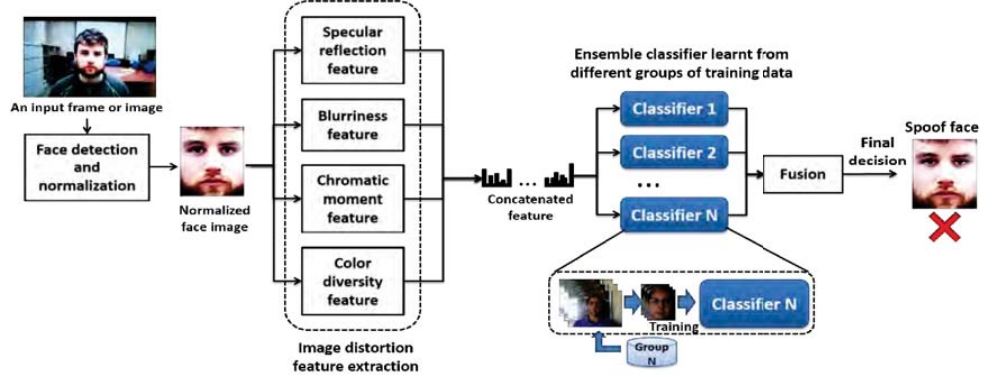 An input frame or image
Face detection
and
normalization
Normalized
face image
Specular
reflection
feature
Blurriness
feature
Chromatic
moment
feature
Color
diversity
feature
Image distortion
feature extraction
...
Concatenated
feature
Ensemble classifier learnt from
different groups of training data
Classifier 1
Classifier 2
...
Classifier N
Training
Classifier N
Group
N
Fusion
Final
decision
Spoof face